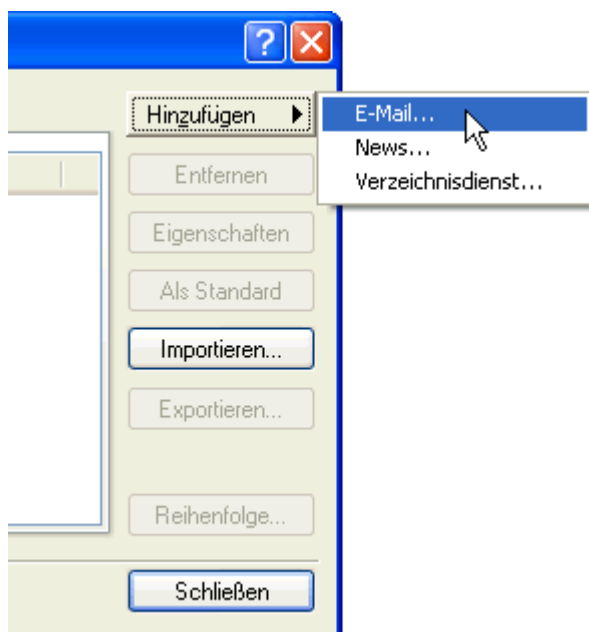 Hinzufügen
E-Mail...
News...
Verzeichnisdienst...
Entfernen
Eigenschaften
Als Standard
Importieren...
Exportieren...
Reihenfolge...
Schließen